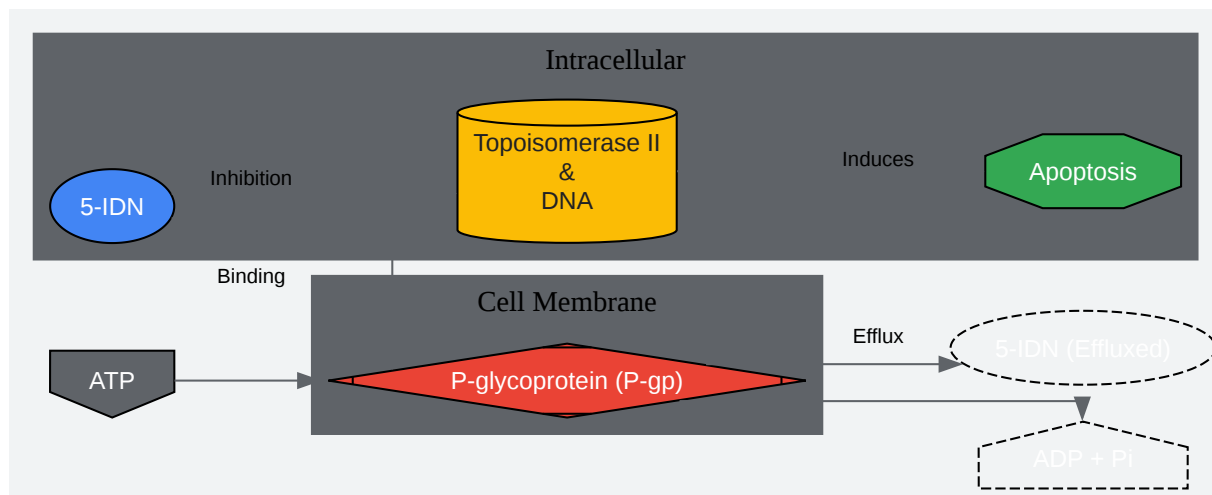 Intracellular
Topoisomerase II
&
DNA
Induces
Apoptosis
Inhibition
5-IDN
Binding
Cell Membrane
Efflux
5-IDN (Effluxed)
ATP
P-glycoprotein (P-gp)
ADP + Pi